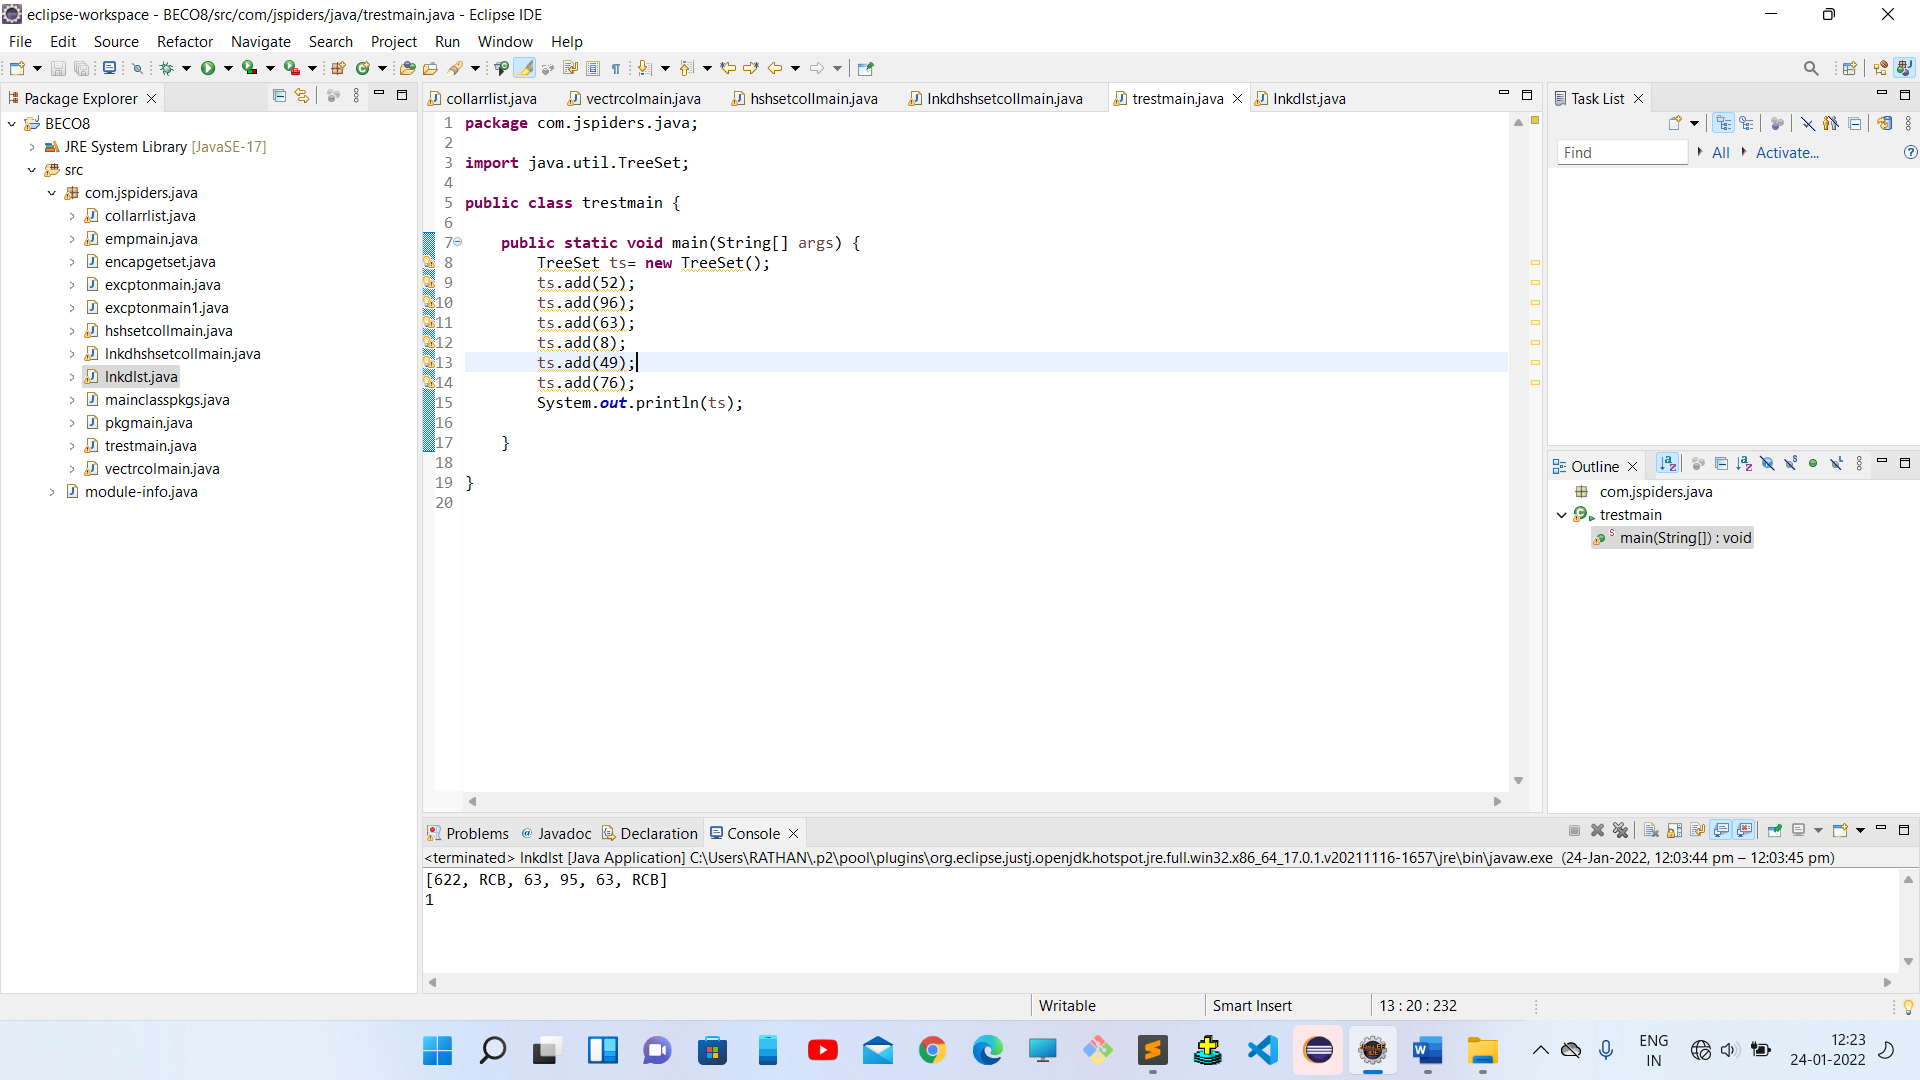 eclipse-workspace - BECO8/src/com/jspiders/java/trestmain.java - Eclipse IDE
File Edit Source Refactor Navigate Search Project Run Window Help
Package Explorer
BECO8
JRE System Library [JavaSE-17]
src
com.jspiders.java
collarrlist.java
empmain.java
encapgetset.java
excptonmain.java
excptonmain1.java
hshsetcollmain.java
lnkdhshsetcollmain.java
lnkdlst.java
mainclasspkgs.java
pkgmain.java
trestmain.java
vectrcolmain.java
module-info.java
collarrlist.java vectrcolmain.java hshsetcollmain.java lnkdhshsetcollmain.java trestmain.java lnkdlst.java
1 package com.jspiders.java;
2
3 import java.util.TreeSet;
4
5 public class trestmain {
6
7 public static void main(String[] args) {
8 TreeSet ts= new TreeSet();
9 ts.add(52);
10 ts.add(96);
11 ts.add(63);
12 ts.add(8);
13 ts.add(49);
14 ts.add(76);
15 System.out.println(ts);
16
17 }
18
19 }
20
Task List
Find All Activate...
Outline
com.jspiders.java
trestmain
main(String[]) : void
Problems Javadoc Declaration Console
<terminated> lnkdlst [Java Application] C:\Users\RATHAN\.p2\pool\plugins\org.eclipse.justj.openjdk.hotspot.jre.full.win32.x86_64_17.0.1.v20211116-1657\jre\bin\javaw.exe (24-Jan-2022, 12:03:44 pm – 12:03:45 pm)
[622, RCB, 63, 95, 63, RCB]
1
Writable Smart Insert 13 : 20 : 232
ENG
IN
12:23
24-01-2022